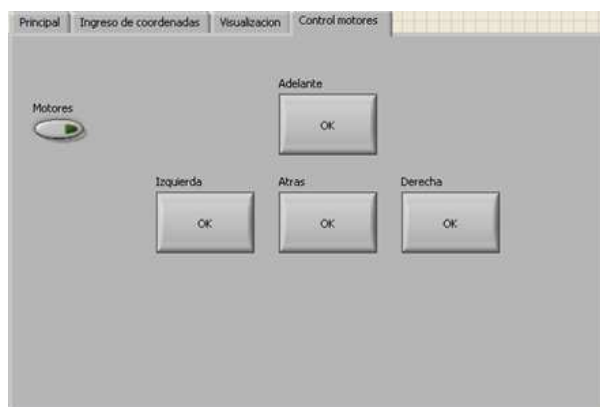 Principal Ingreso de coordenadas Visualizacion Control motores
Adelante
Motores
OK
Izquierda Atras Derecha
OK OK OK